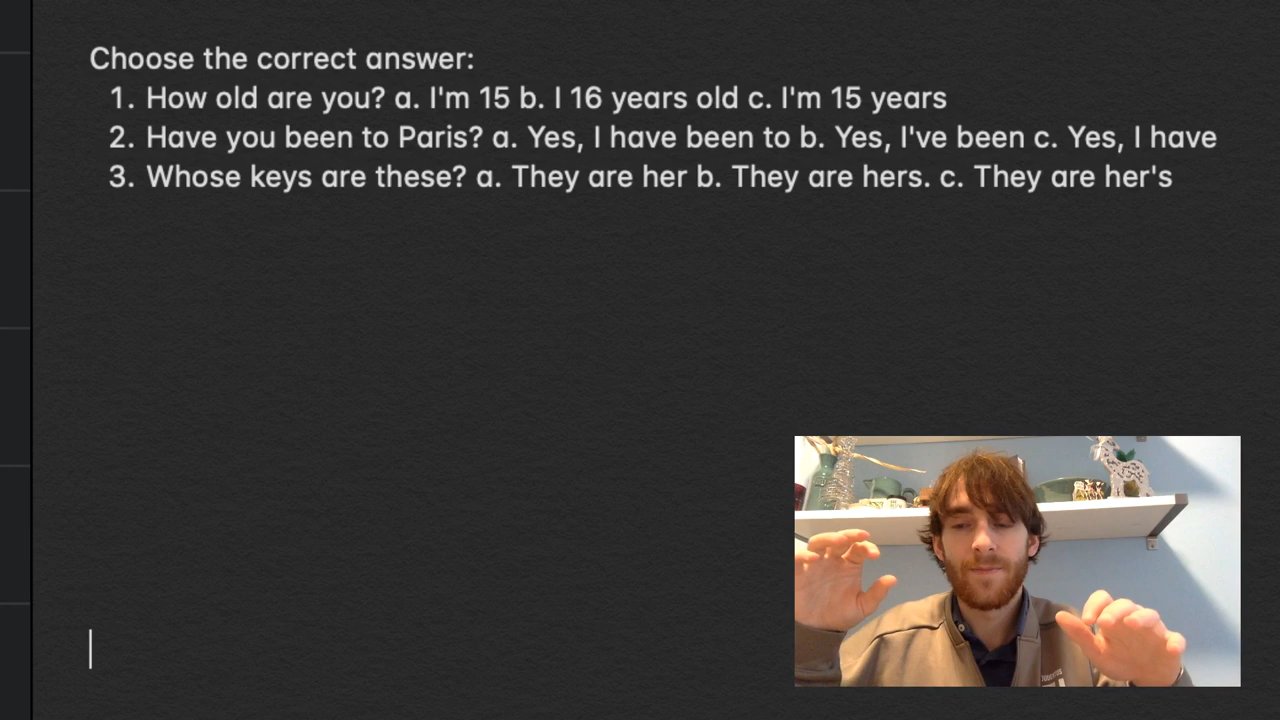 Choose the correct answer:
1. How old are you? a. I'm 15 b. I 16 years old c. I'm 15 years
2. Have you been to Paris? a. Yes, I have been to b. Yes, I've been c. Yes, I have
3. Whose keys are these? a. They are her b. They are hers. c. They are her's